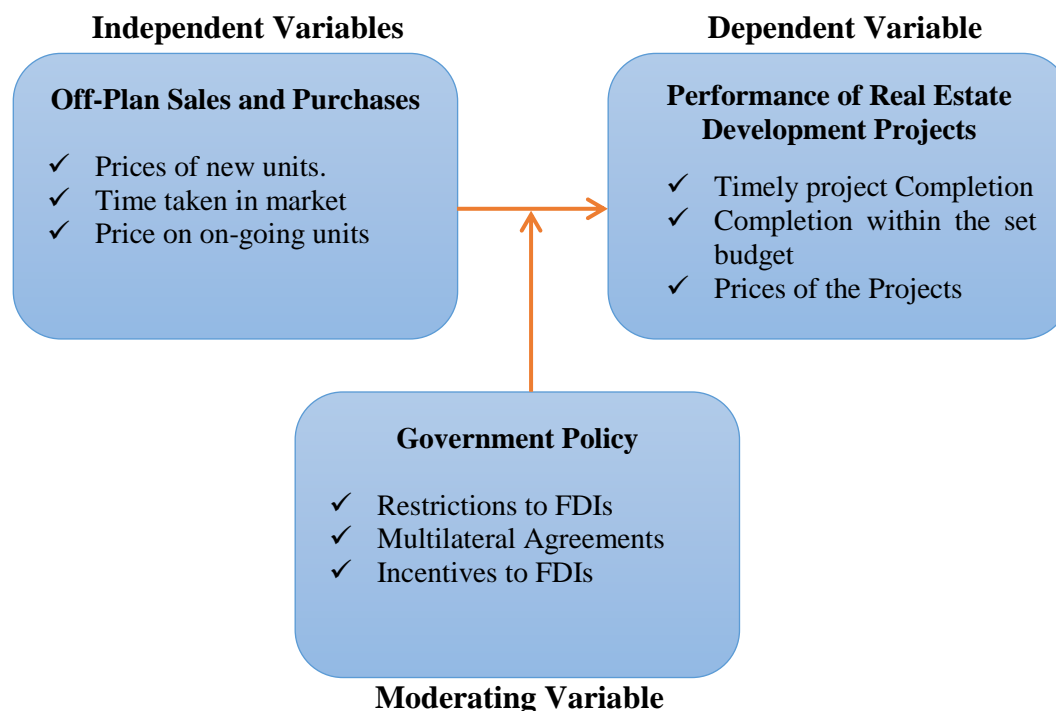 Independent Variables
Off-Plan Sales and Purchases
✓ Prices of new units.
✓ Time taken in market
✓ Price on on-going units
Dependent Variable
Performance of Real Estate
Development Projects
✓ Timely project Completion
✓ Completion within the set
budget
✓ Prices of the Projects
Government Policy
✓ Restrictions to FDIs
✓ Multilateral Agreements
✓ Incentives to FDIs
Moderating Variable